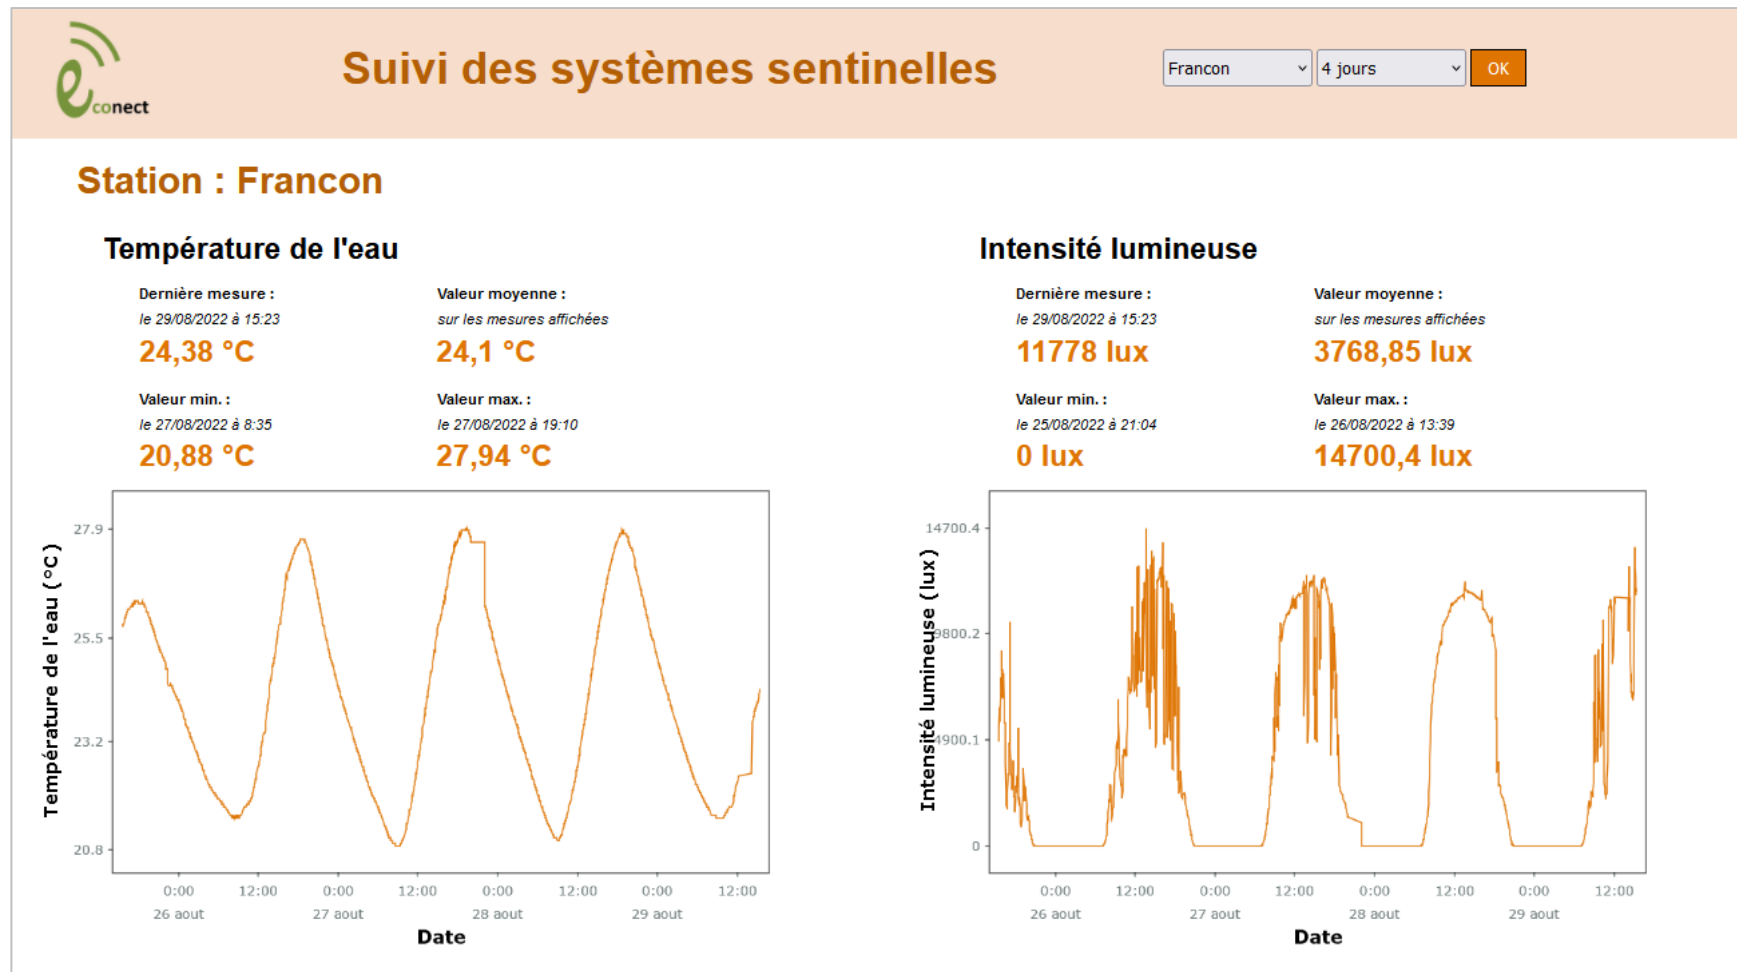 e
conect
Suivi des systèmes sentinelles
Francon
4 jours
OK
Station : Francon
Température de l'eau
Dernière mesure :
le 29/08/2022 à 15:23
24,38 °C
Valeur moyenne :
sur les mesures affichées
24,1 °C
Valeur min. :
le 27/08/2022 à 8:35
20,88 °C
Valeur max. :
le 27/08/2022 à 19:10
27,94 °C
Température de l'eau (°C)
27.9
25.5
23.2
20.8
0:00 12:00 0:00 12:00 0:00 12:00 0:00 12:00
26 aout 27 aout 28 aout 29 aout
Date
Intensité lumineuse
Dernière mesure :
le 29/08/2022 à 15:23
11778 lux
Valeur moyenne :
sur les mesures affichées
3768,85 lux
Valeur min. :
le 25/08/2022 à 21:04
0 lux
Valeur max. :
le 26/08/2022 à 13:39
14700,4 lux
Intensité lumineuse (lux)
14700.4
9800.2
4900.1
0
0:00 12:00 0:00 12:00 0:00 12:00 0:00 12:00
26 aout 27 aout 28 aout 29 aout
Date